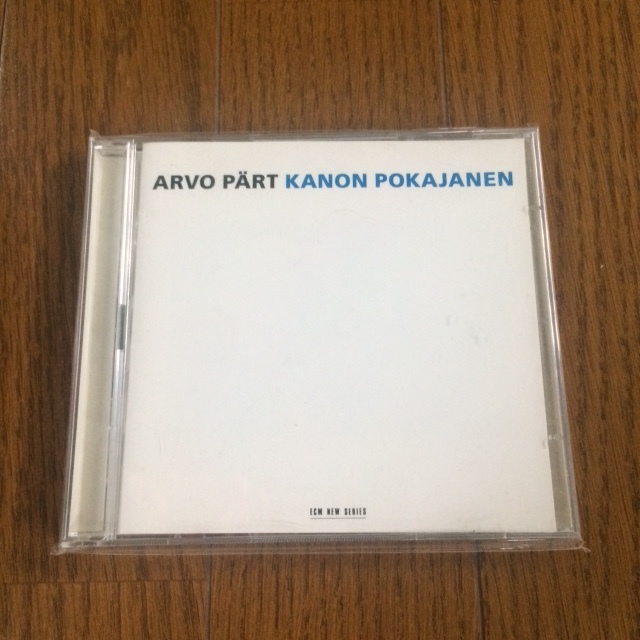 ARVO PÄRT KANON POKAJANEN
ECM NEW SERIES